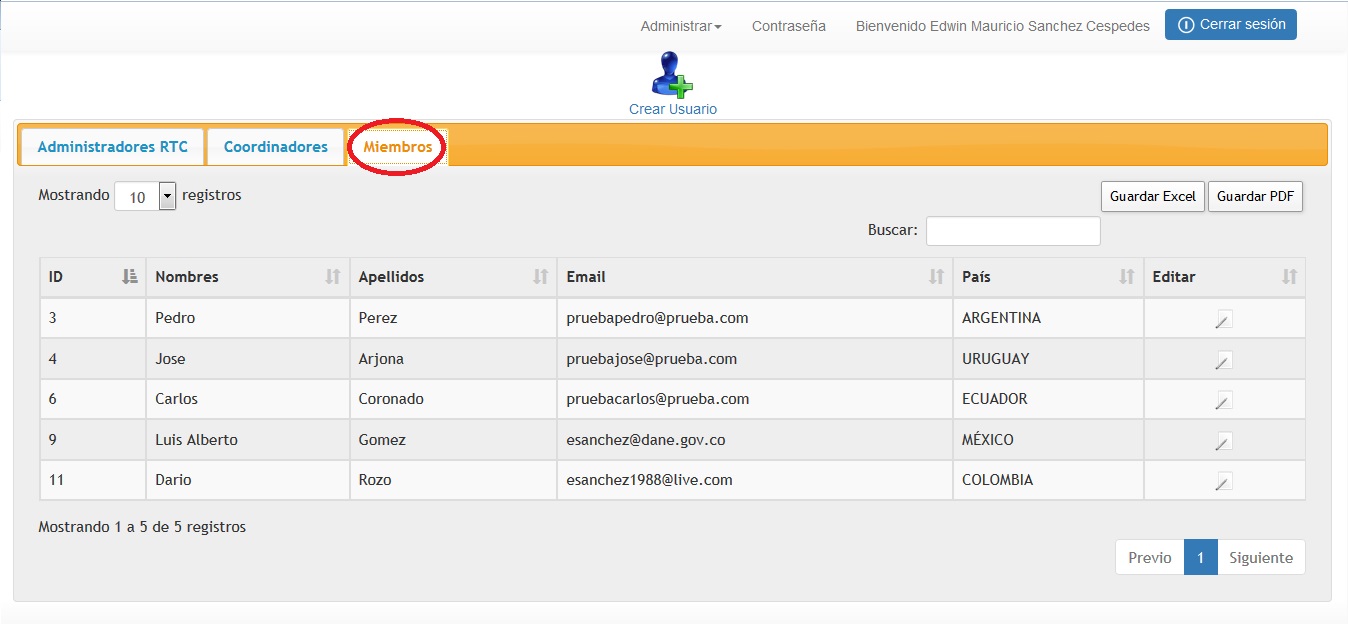 Administrar Contraseña Bienvenido Edwin Mauricio Sanchez Cespedes Cerrar sesión
Crear Usuario
Administradores RTC Coordinadores Miembros
Mostrando 10 registros Guardar Excel Guardar PDF
Buscar:
ID Nombres Apellidos Email País Editar
3 Pedro Perez pruebapedro@prueba.com ARGENTINA
4 Jose Arjona pruebajose@prueba.com URUGUAY
6 Carlos Coronado pruebacarlos@prueba.com ECUADOR
9 Luis Alberto Gomez esanchez@dane.gov.co MÉXICO
11 Dario Rozo esanchez1988@live.com COLOMBIA
Mostrando 1 a 5 de 5 registros
Previo 1 Siguiente